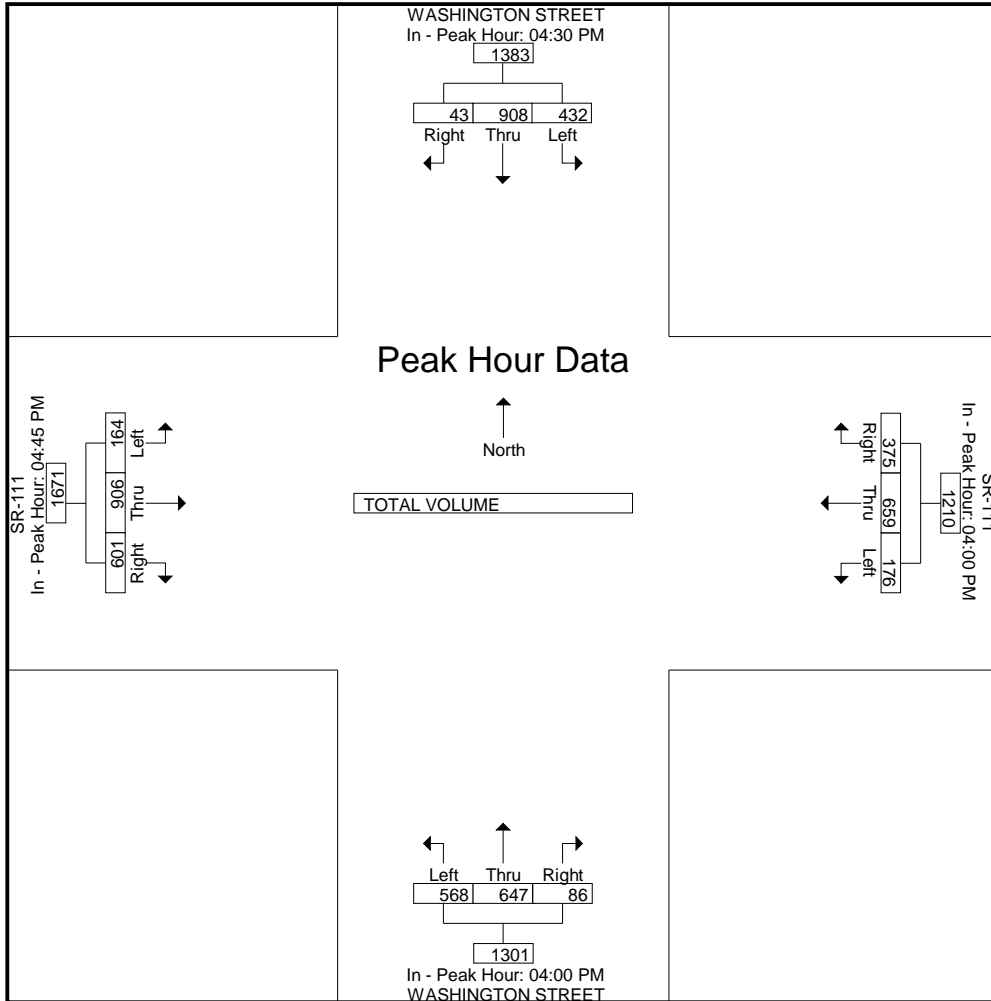 WASHINGTON STREET
In - Peak Hour: 04:30 PM
1383
43 908 432
Right Thru Left
Peak Hour Data
North
TOTAL VOLUME
SR-111
In - Peak Hour: 04:45 PM
1671
164 906 601
Left Thru Right
SR-111
In - Peak Hour: 04:00 PM
1210
375 659 176
Right Thru Left
Left Thru Right
568 647 86
1301
In - Peak Hour: 04:00 PM
WASHINGTON STREET